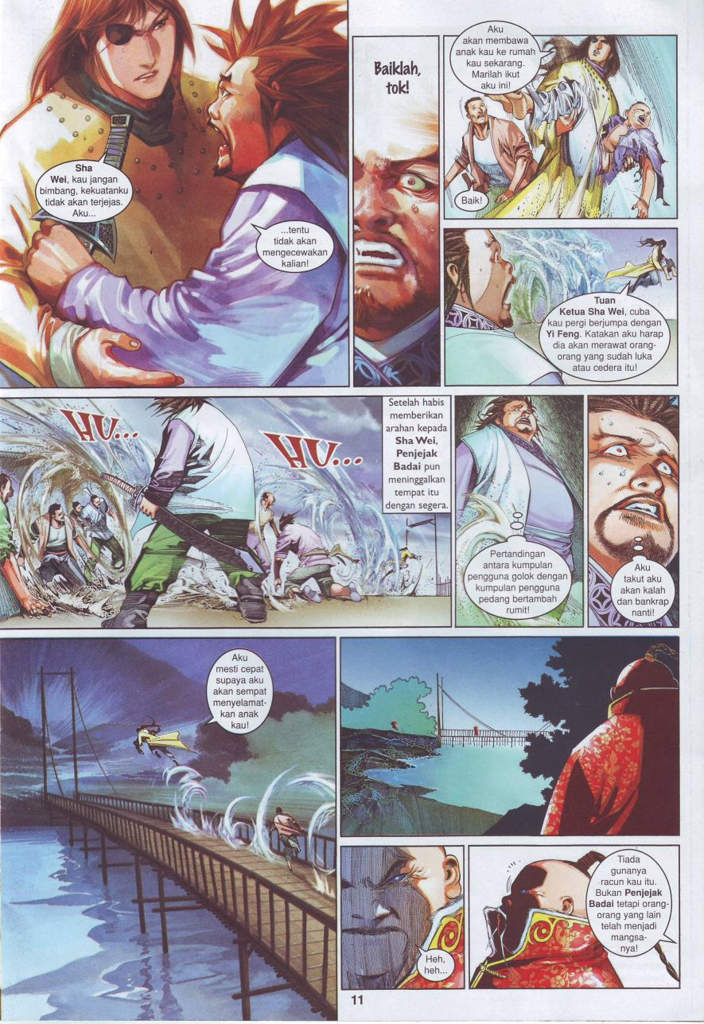 Sha
Wei, kau jangan
bimbang, kekuatanku
tidak akan terjejas.
Aku...
...tentu
tidak akan
mengecewakan
kalian!
Baiklah,
tok!
Aku
akan membawa
anak kau ke rumah
kau sekarang.
Marilah ikut
aku ini!
Baik!
Tuan
Ketua Sha Wei, cuba
kau pergi berjumpa dengan
Yi Feng. Katakan aku harap
dia akan merawat orang-
orang yang sudah luka
atau cedera itu!
HU...
HU...
Setelah habis
memberikan
arahan kepada
Sha Wei,
Penjejak
Badai pun
meninggalkan
tempat itu
dengan segera.
Pertandingan
antara kumpulan
pengguna golok dengan
kumpulan pengguna
pedang bertambah
rumit!
Aku
takut aku
akan kalah
dan bankrap
nanti!
Aku
mesti cepat
supaya aku
akan sempat
menyelamat-
kan anak
kau!
Heh,
heh...
Tiada
gunanya
racun kau itu.
Bukan Penjejak
Badai tetapi orang-
orang yang lain
telah menjadi
mangsa-
nya!
11